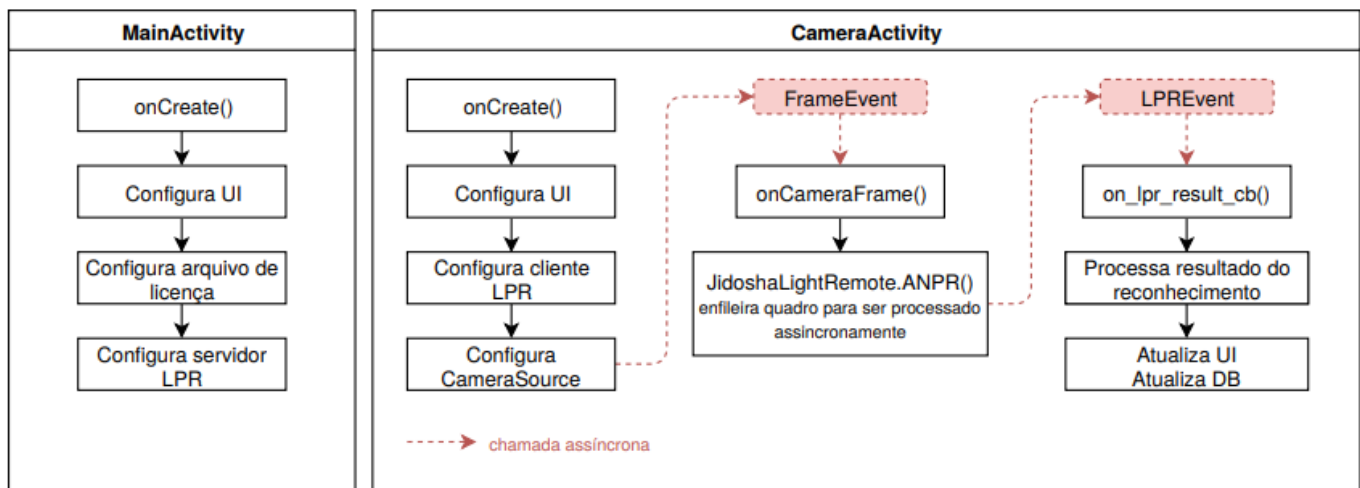 MainActivity
onCreate()
Configura UI
Configura arquivo de
licença
Configura servidor
LPR
CameraActivity
onCreate()
Configura UI
Configura cliente
LPR
Configura
CameraSource
FrameEvent
onCameraFrame()
JidoshaLightRemote.ANPR()
enfileira quadro para ser processado
assincronamente
LPREvent
on_lpr_result_cb()
Processa resultado do
reconhecimento
Atualiza UI
Atualiza DB
chamada assíncrona